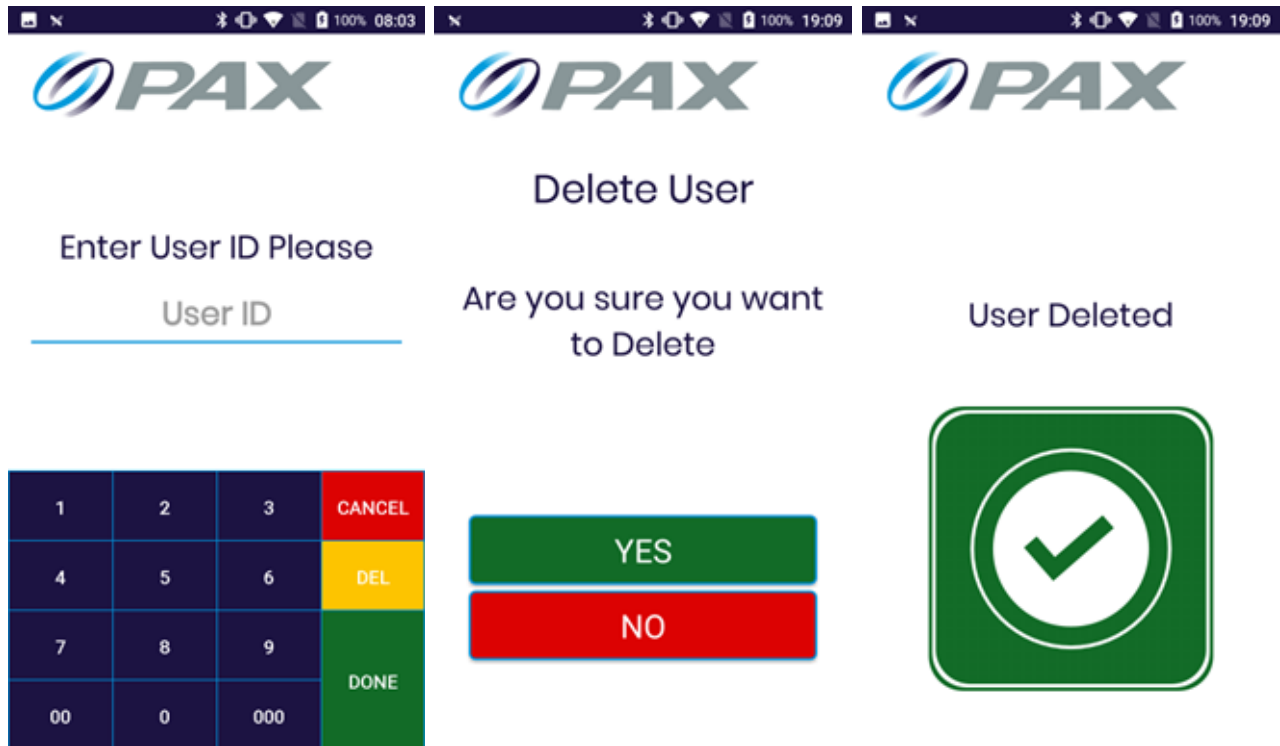 100% 08:03
PAX
Enter User ID Please
User ID
1 2 3 CANCEL
4 5 6 DEL
7 8 9
DONE
00 0 000
100% 19:09
PAX
Delete User
Are you sure you want
to Delete
YES
NO
100% 19:09
PAX
User Deleted